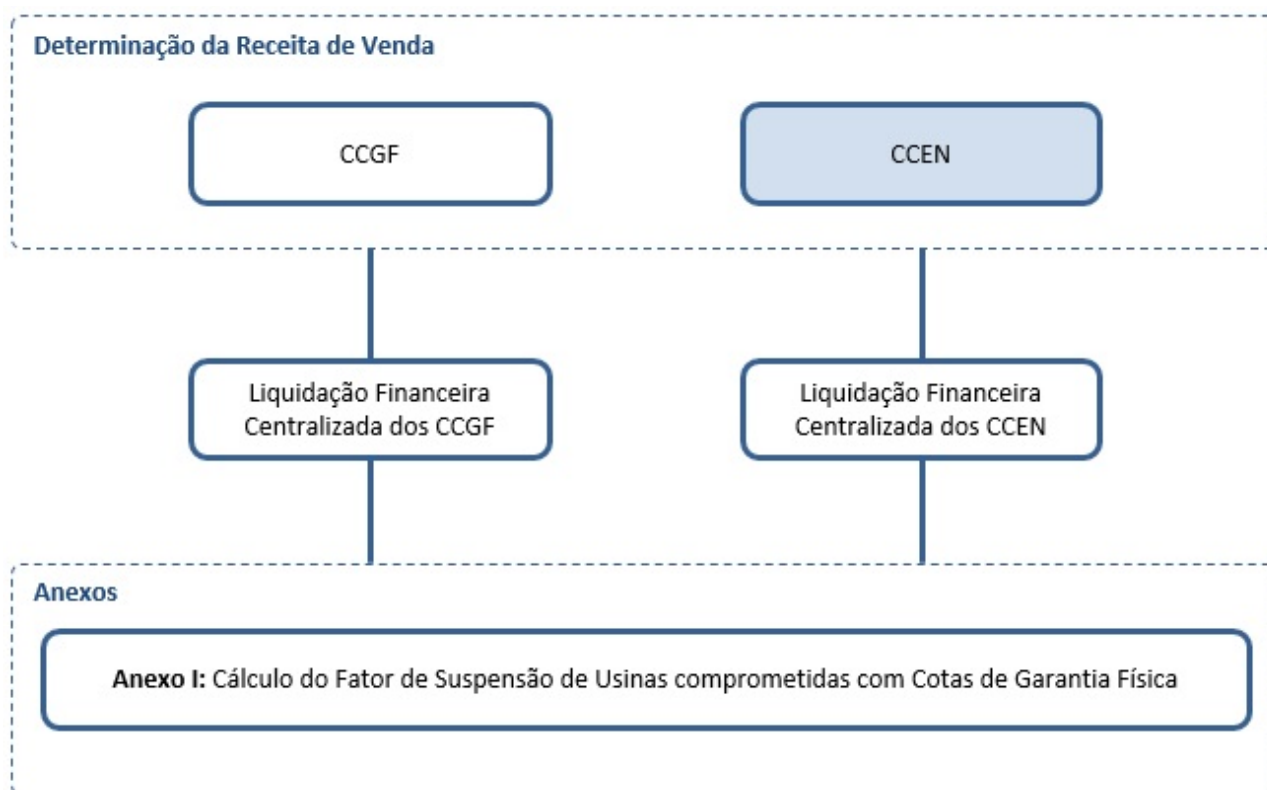 Determinação da Receita de Venda
CCGF
CCEN
Liquidação Financeira
Centralizada dos CCGF
Liquidação Financeira
Centralizada dos CCEN
Anexos
Anexo I: Cálculo do Fator de Suspensão de Usinas comprometidas com Cotas de Garantia Física